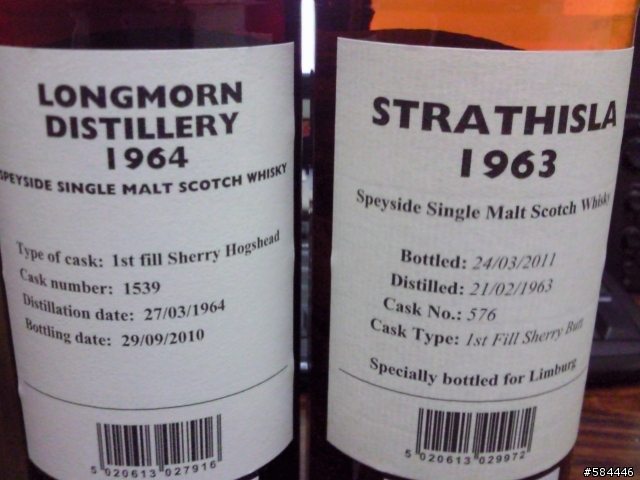 LONGMORN
DISTILLERY
1964
SPEYSIDE SINGLE MALT SCOTCH WHISKY
Type of cask: 1st fill Sherry Hogshead
Cask number: 1539
Distillation date: 27/03/1964
Bottling date: 29/09/2010
5 020613 027916
STRATHISLA
1963
Speyside Single Malt Scotch Whisky
Bottled: 24/03/2011
Distilled: 21/02/1963
Cask No.: 576
Cask Type: 1st Fill Sherry Butt
Specially bottled for Limburg
5 020613 029972
#584446